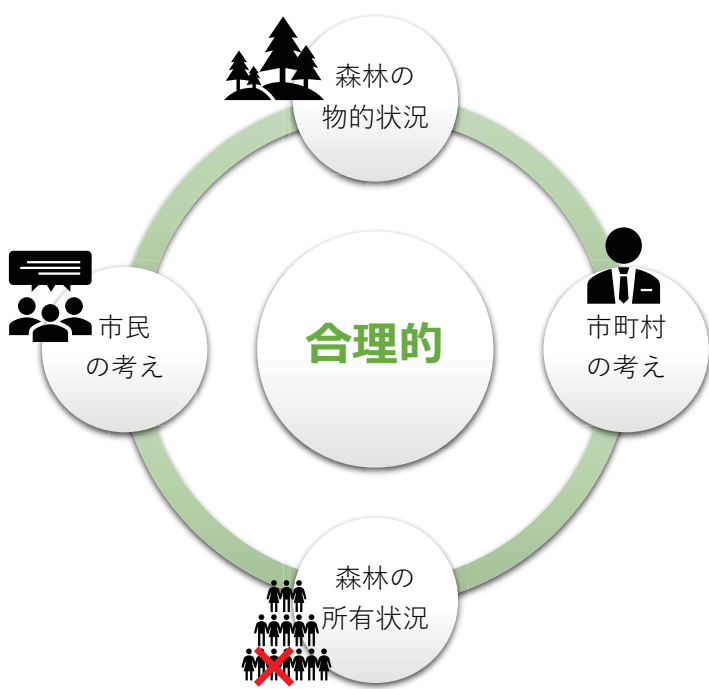 森林の
物的状況
市民
の考え
合理的
市町村
の考え
森林の
所有状況